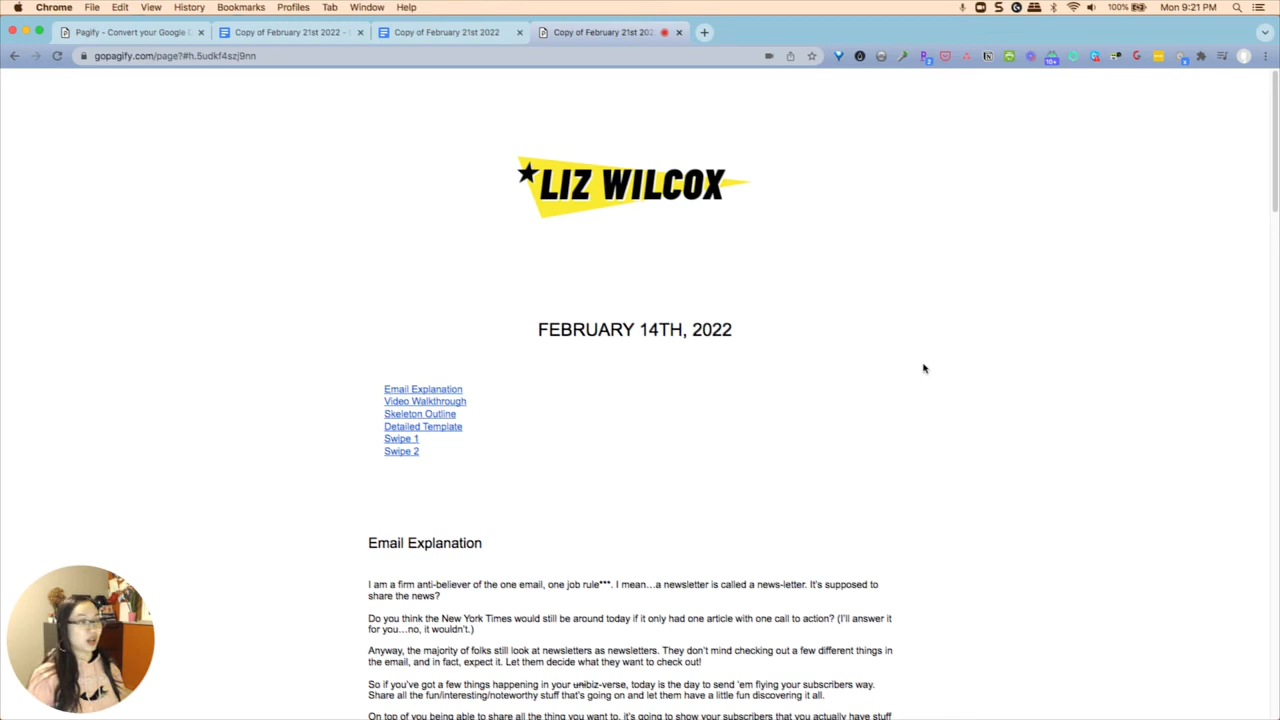 Chrome File Edit View History Bookmarks Profiles Tab Window Help 100% Mon 9:21 PM
Pagify - Convert your Google Copy of February 21st 2022 - Copy of February 21st 2022 Copy of February 21st 202
gopagify.com/page?#h.5udkf4szj9nn
LIZ WILCOX
FEBRUARY 14TH, 2022
Email Explanation
Video Walkthrough
Skeleton Outline
Detailed Template
Swipe 1
Swipe 2
Email Explanation
I am a firm anti-believer of the one email, one job rule***. I mean…a newsletter is called a news-letter. It's supposed to
share the news?
Do you think the New York Times would still be around today if it only had one article with one call to action? (I'll answer it
for you…no, it wouldn't.)
Anyway, the majority of folks still look at newsletters as newsletters. They don't mind checking out a few different things in
the email, and in fact, expect it. Let them decide what they want to check out!
So if you've got a few things happening in your unibiz-verse, today is the day to send 'em flying your subscribers way.
Share all the fun/interesting/noteworthy stuff that's going on and let them have a little fun discovering it all.
On top of you being able to share all the thing you want to, it's going to show your subscribers that you actually have stuff